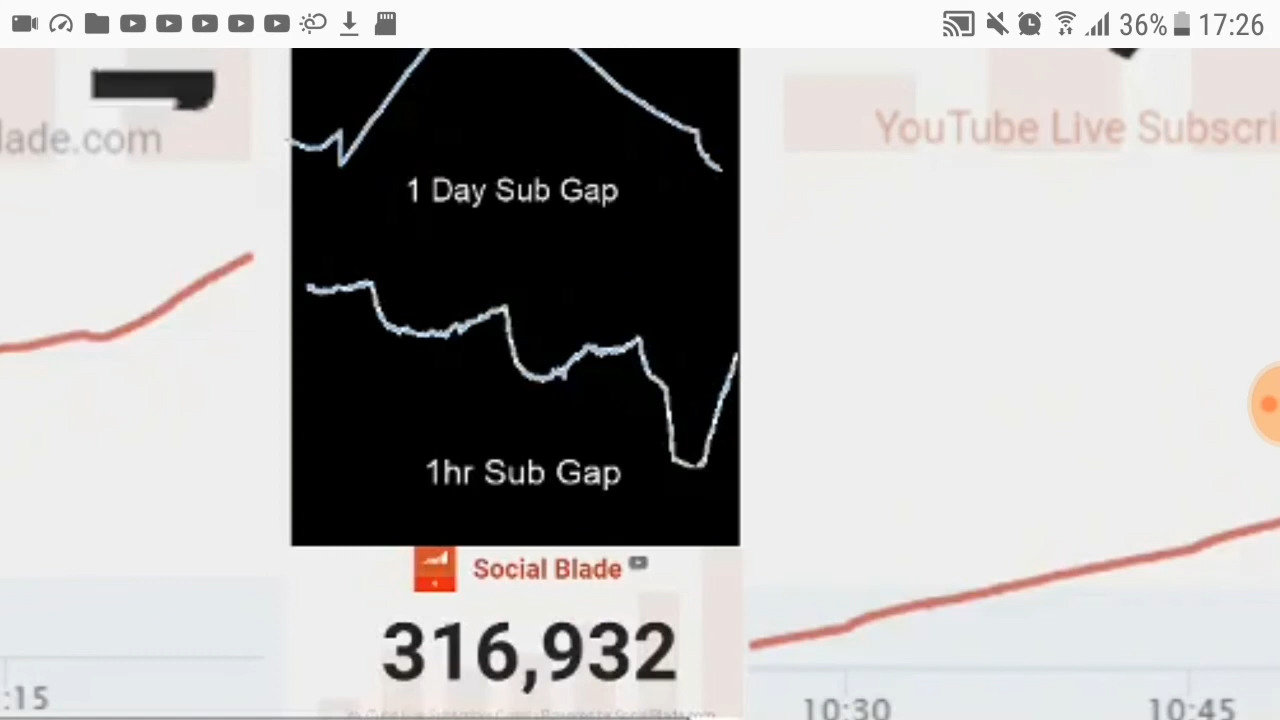 36% 17:26
lade.com
YouTube Live Subscri
1 Day Sub Gap
1hr Sub Gap
Social Blade
316,932
:15
10:30
10:45